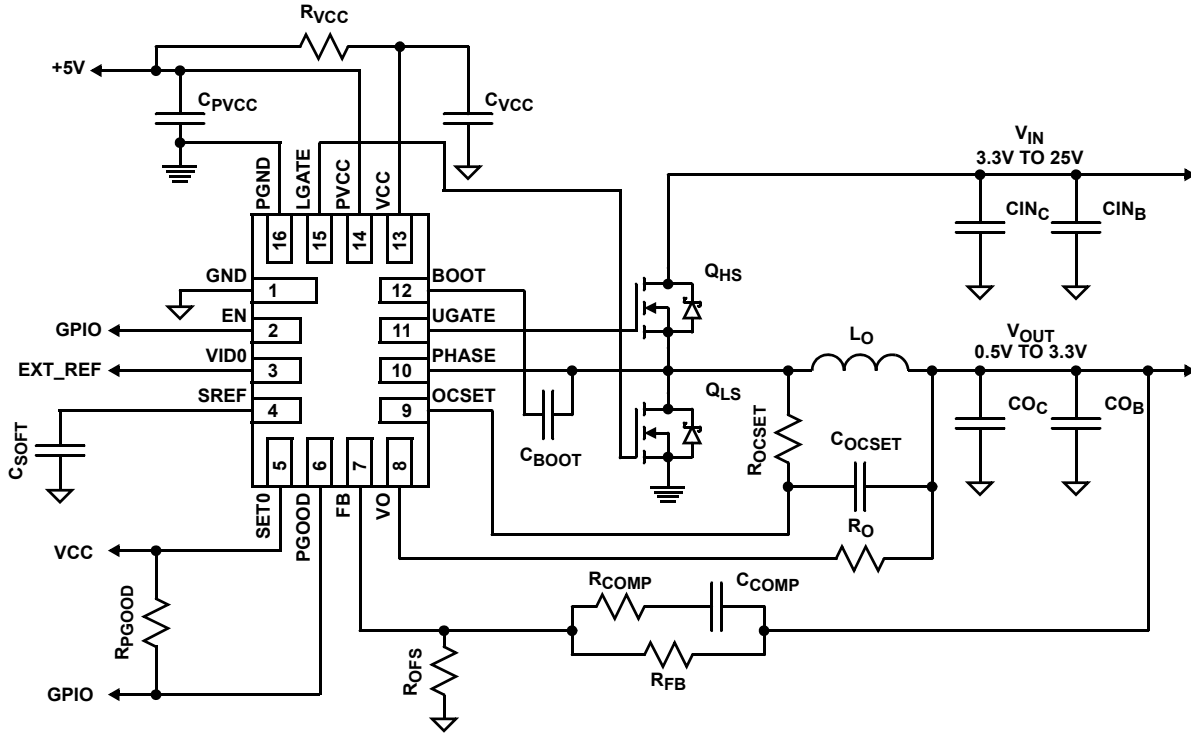 RVCC
+5V
CPVCC
CVCC
VIN
3.3V TO 25V
PGND
LGATE
PVCC
VCC
CINC
CINB
16
15
14
13
GND
1
12
BOOT
QHS
EN
GPIO
2
11
UGATE
LO
VOUT
0.5V TO 3.3V
VID0
EXT_REF
3
10
PHASE
QLS
SREF
4
9
OCSET
COC
COB
CSOFT
CBOOT
ROCSET
COCSET
5
6
7
8
SET0
PGOOD
FB
VO
RO
VCC
RCOMP
CCOMP
RPGOOD
ROFS
RFB
GPIO